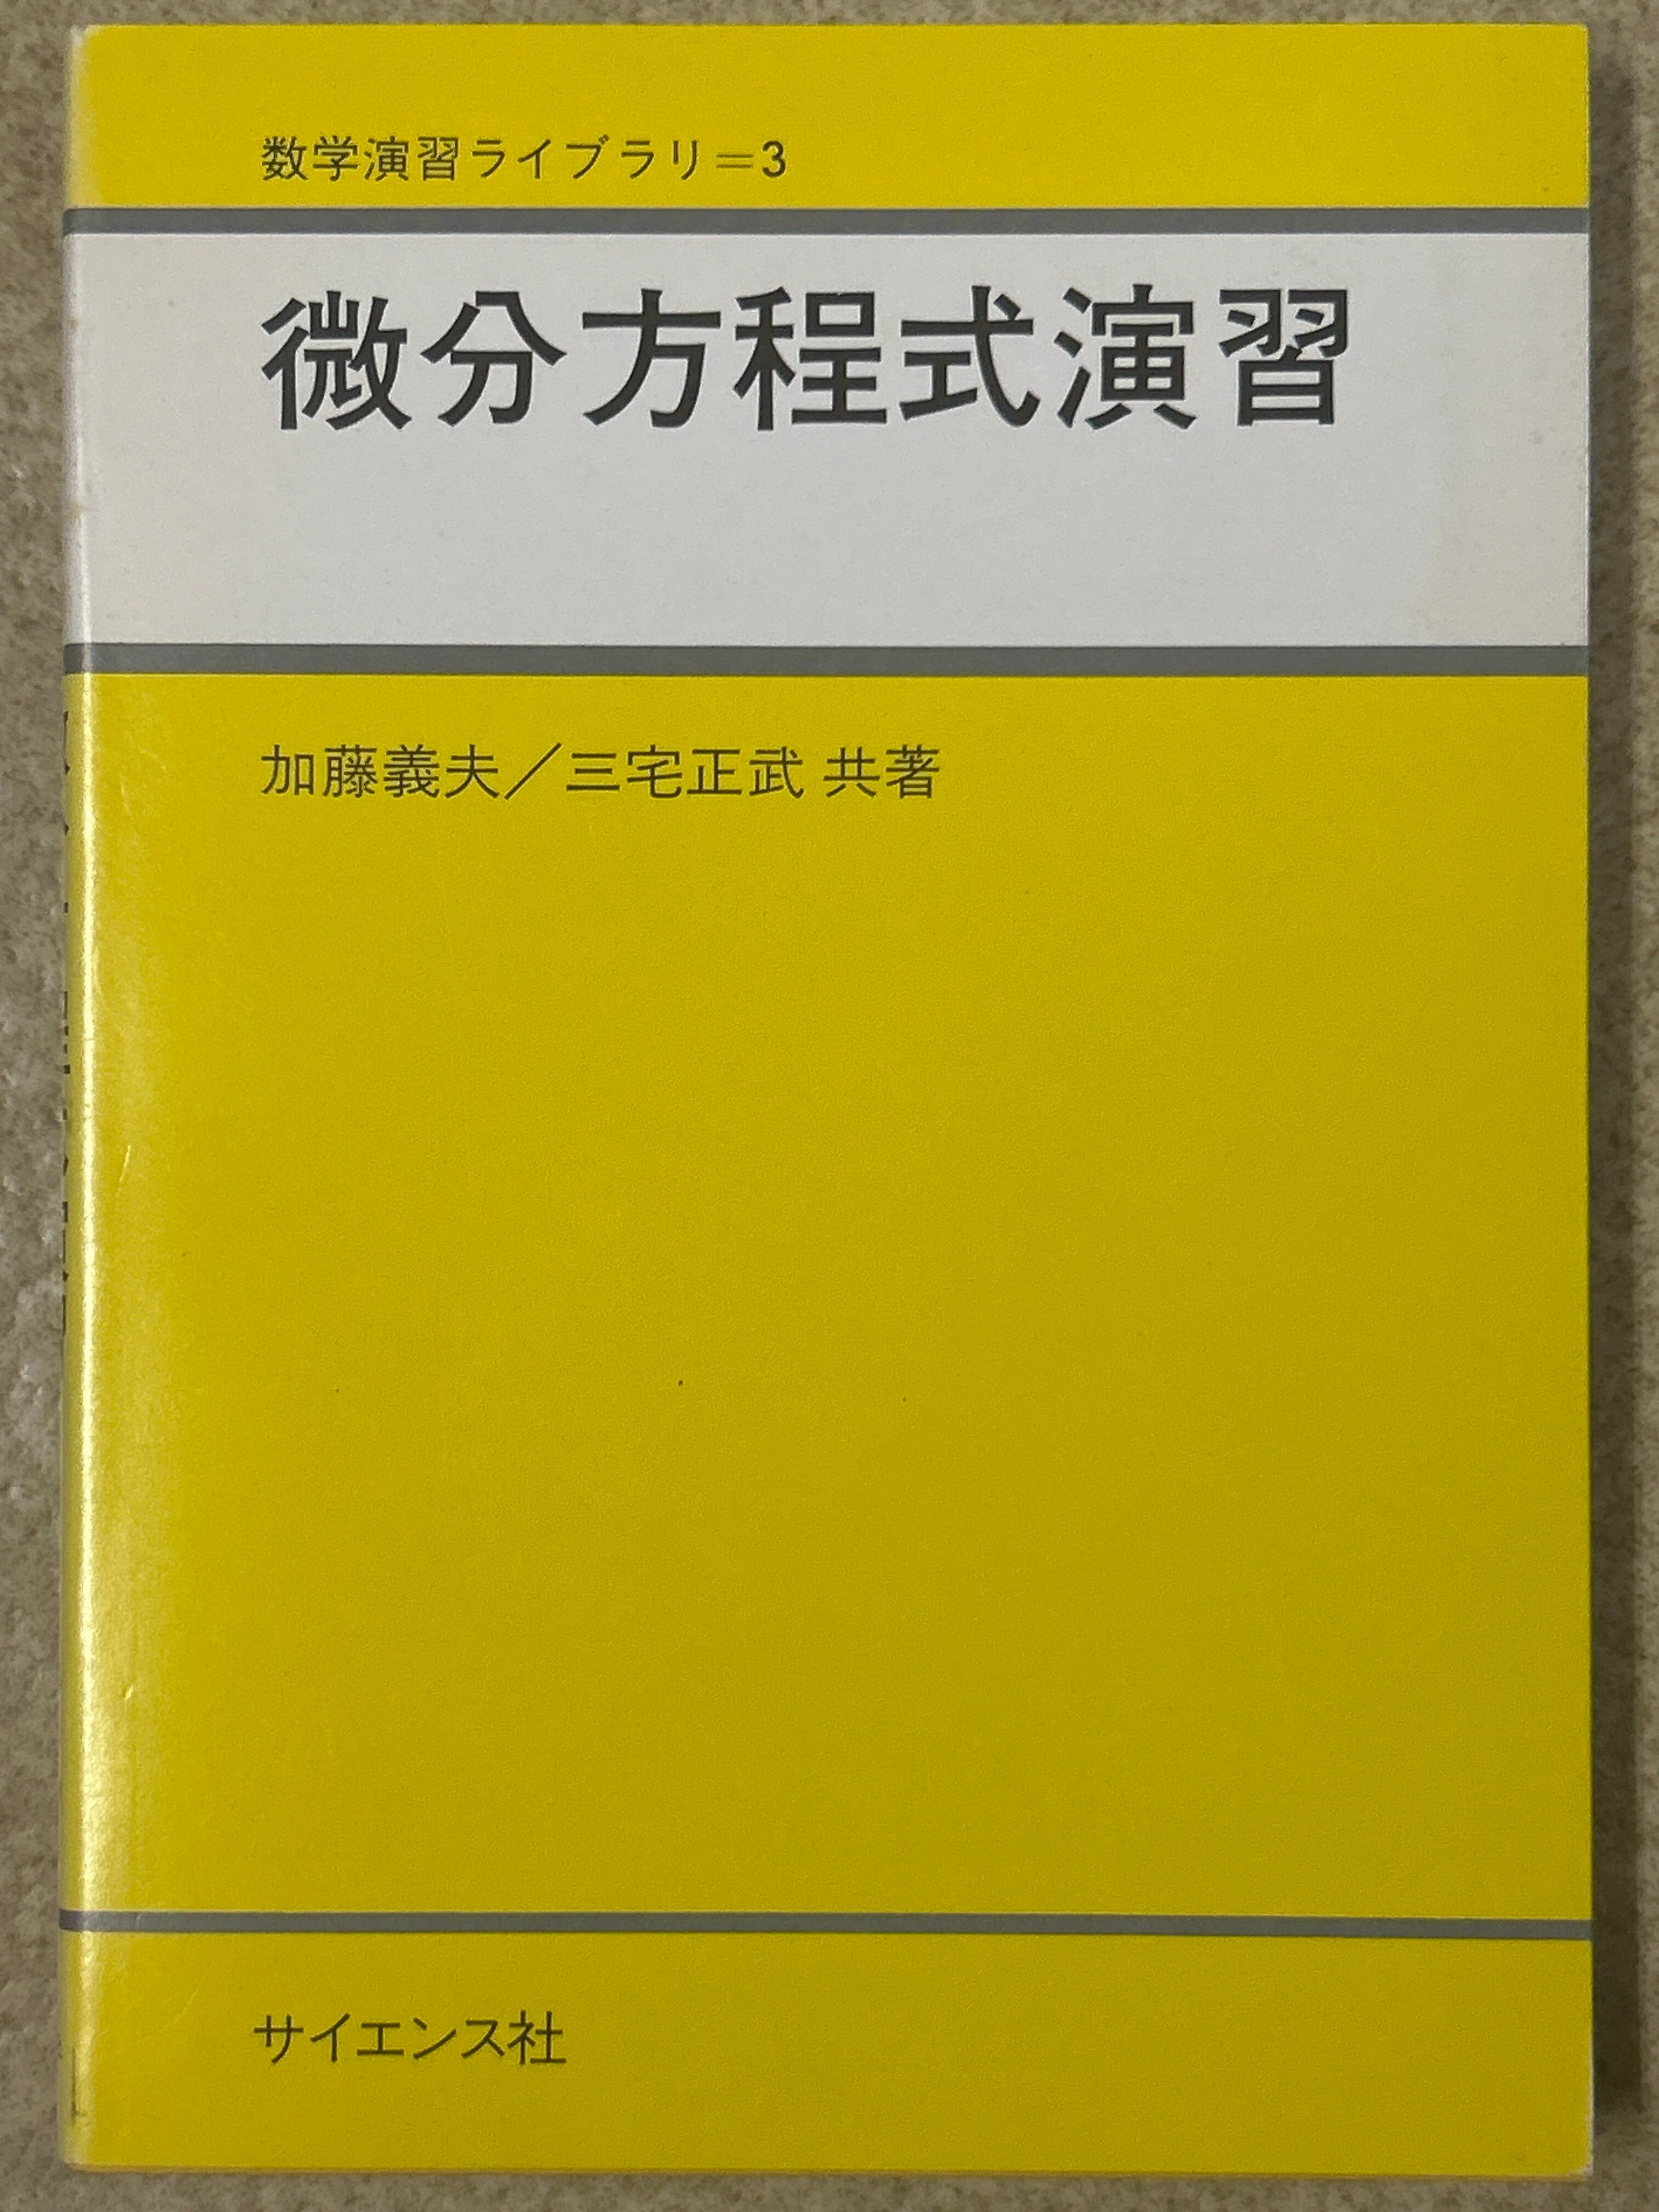 数学演習ライブラリ=3
微分方程式演習
加藤義夫／三宅正武 共著
サイエンス社